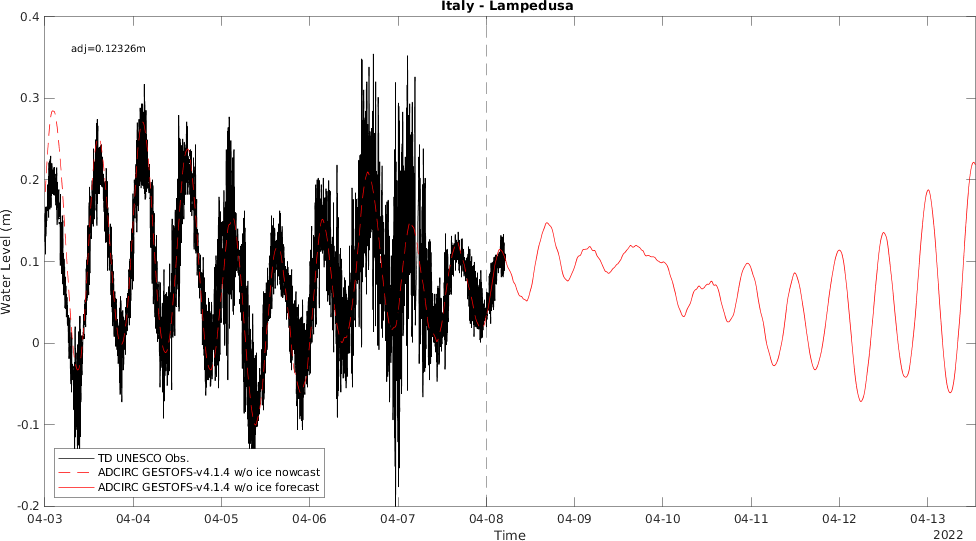 Italy - Lampedusa
adj=0.12326m
0.4
0.3
0.2
0.1
0
-0.1
-0.2
Water Level (m)
TD UNESCO Obs.
ADCIRC GESTOFS-v4.1.4 w/o ice nowcast
ADCIRC GESTOFS-v4.1.4 w/o ice forecast
04-03 04-04 04-05 04-06 04-07 04-08 04-09 04-10 04-11 04-12 04-13
Time
2022